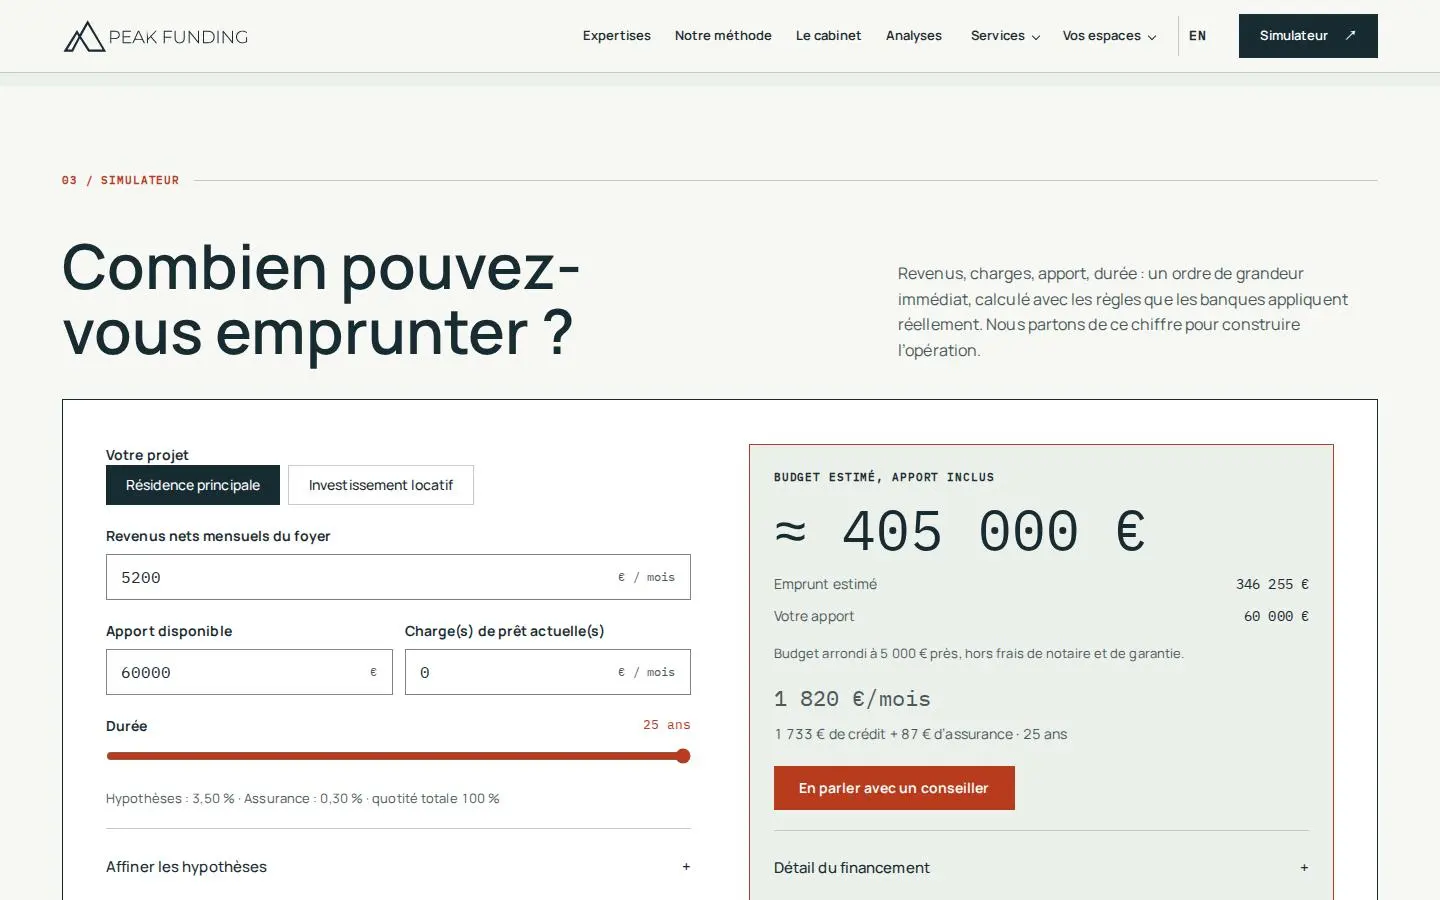 PEAK FUNDING
Expertises
Notre méthode
Le cabinet
Analyses
Services
Vos espaces
EN
Simulateur ↗
03 / SIMULATEUR
Combien pouvez-
vous emprunter ?
Revenus, charges, apport, durée : un ordre de grandeur
immédiat, calculé avec les règles que les banques appliquent
réellement. Nous partons de ce chiffre pour construire
l’opération.
Votre projet
Résidence principale
Investissement locatif
Revenus nets mensuels du foyer
5200 € / mois
Apport disponible
60000 €
Charge(s) de prêt actuelle(s)
0 € / mois
Durée 25 ans
Hypothèses : 3,50 % · Assurance : 0,30 % · quotité totale 100 %
Affiner les hypothèses +
BUDGET ESTIMÉ, APPORT INCLUS
≈ 405 000 €
Emprunt estimé 346 255 €
Votre apport 60 000 €
Budget arrondi à 5 000 € près, hors frais de notaire et de garantie.
1 820 €/mois
1 733 € de crédit + 87 € d’assurance · 25 ans
En parler avec un conseiller
Détail du financement +